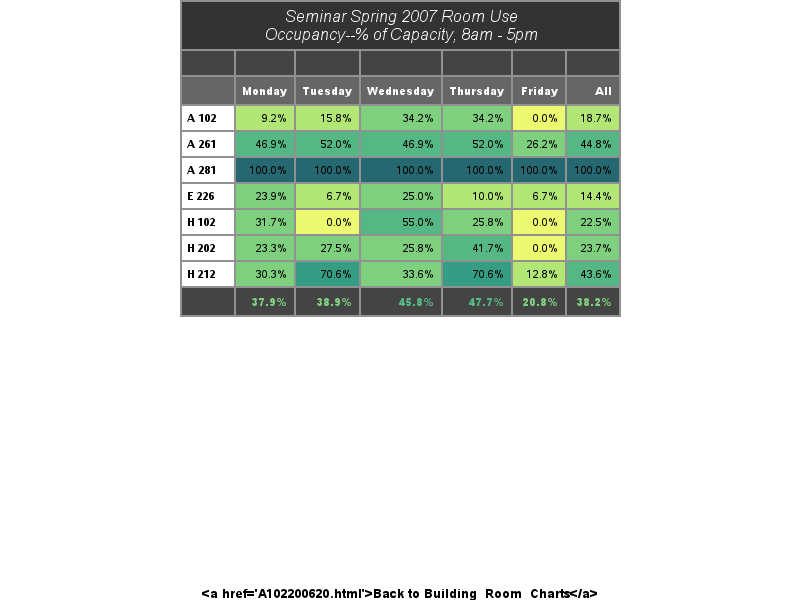 Seminar Spring 2007 Room Use
Occupancy--% of Capacity, 8am - 5pm
Monday Tuesday Wednesday Thursday Friday All
A 102 9.2% 15.8% 34.2% 34.2% 0.0% 18.7%
A 261 46.9% 52.0% 46.9% 52.0% 26.2% 44.8%
A 281 100.0% 100.0% 100.0% 100.0% 100.0% 100.0%
E 226 23.9% 6.7% 25.0% 10.0% 6.7% 14.4%
H 102 31.7% 0.0% 55.0% 25.8% 0.0% 22.5%
H 202 23.3% 27.5% 25.8% 41.7% 0.0% 23.7%
H 212 30.3% 70.6% 33.6% 70.6% 12.8% 43.6%
37.9% 38.9% 45.8% 47.7% 20.8% 38.2%
<a href='A102200620.html'>Back to Building_Room_Charts</a>